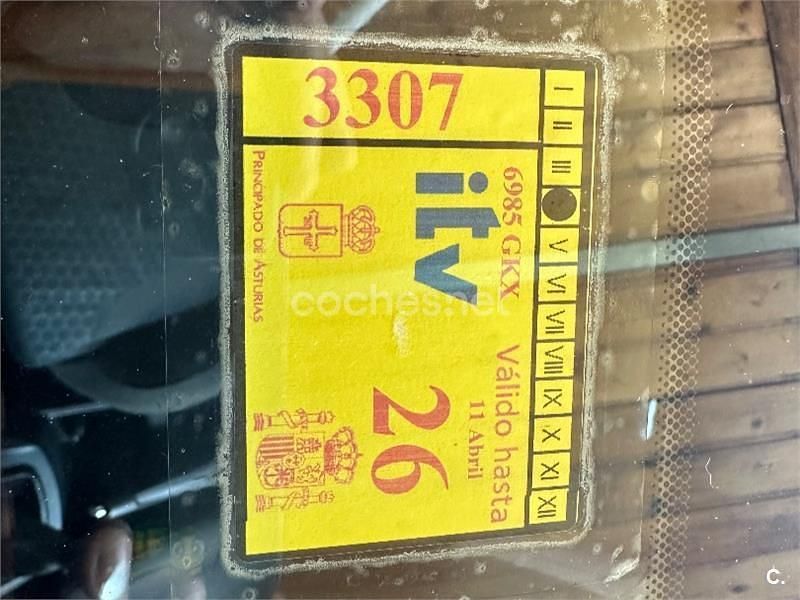 I II III V VI VII VIII IX X XI XII
6985 GKX Válido hasta
11 Abril
3307 itv 26
PRINCIPADO DE ASTURIAS
coches.net
c.